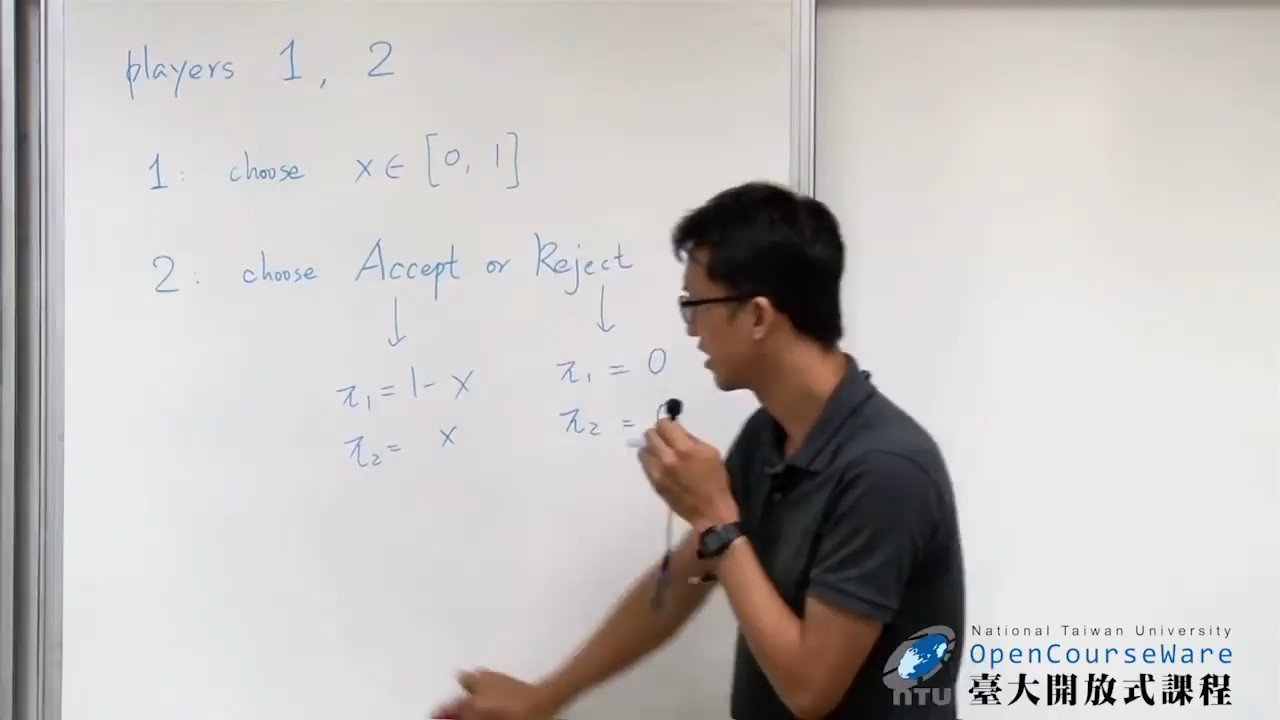 players 1, 2
1: choose x ∈ [0, 1]
2: choose Accept or Reject
↓ ↓
π₁ = 1 - x π₁ = 0
π₂ = x π₂ =
National Taiwan University
OpenCourseWare
NTU 臺大開放式課程